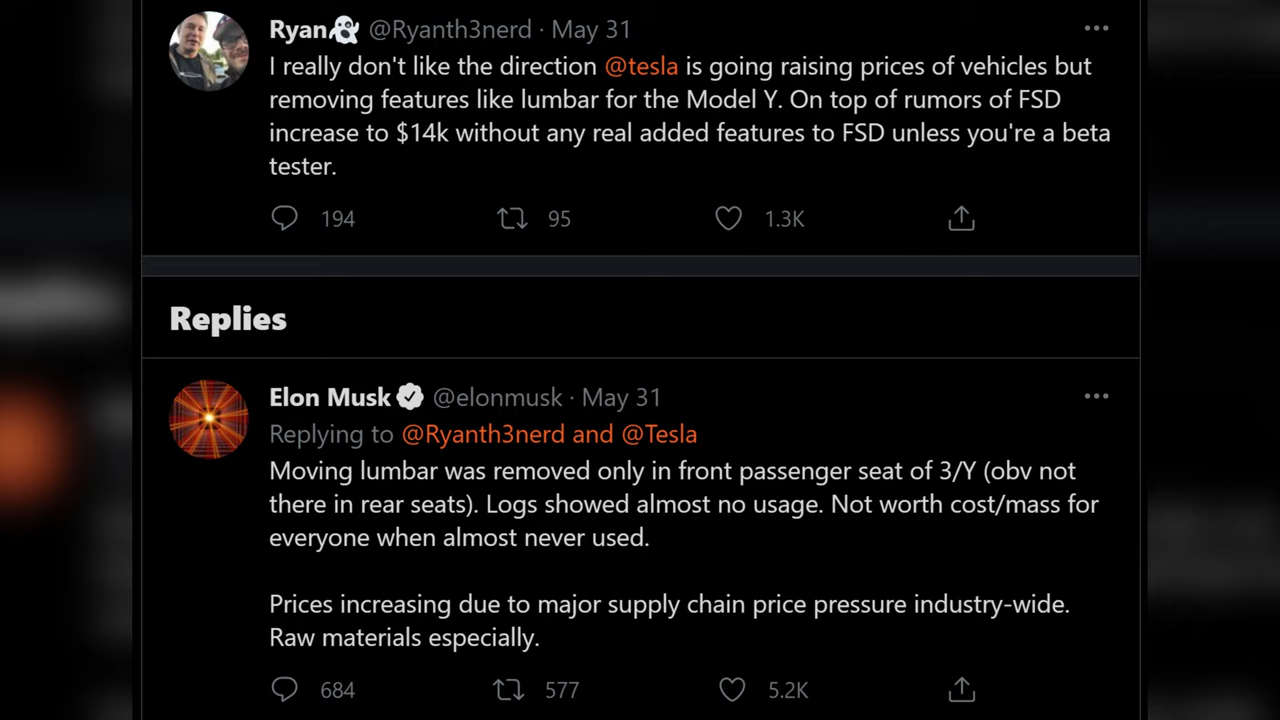 Ryan👻 @Ryanth3nerd · May 31
I really don't like the direction @tesla is going raising prices of vehicles but
removing features like lumbar for the Model Y. On top of rumors of FSD
increase to $14k without any real added features to FSD unless you're a beta
tester.
194 95 1.3K
Replies
Elon Musk @elonmusk · May 31
Replying to @Ryanth3nerd and @Tesla
Moving lumbar was removed only in front passenger seat of 3/Y (obv not
there in rear seats). Logs showed almost no usage. Not worth cost/mass for
everyone when almost never used.
Prices increasing due to major supply chain price pressure industry-wide.
Raw materials especially.
684 577 5.2K